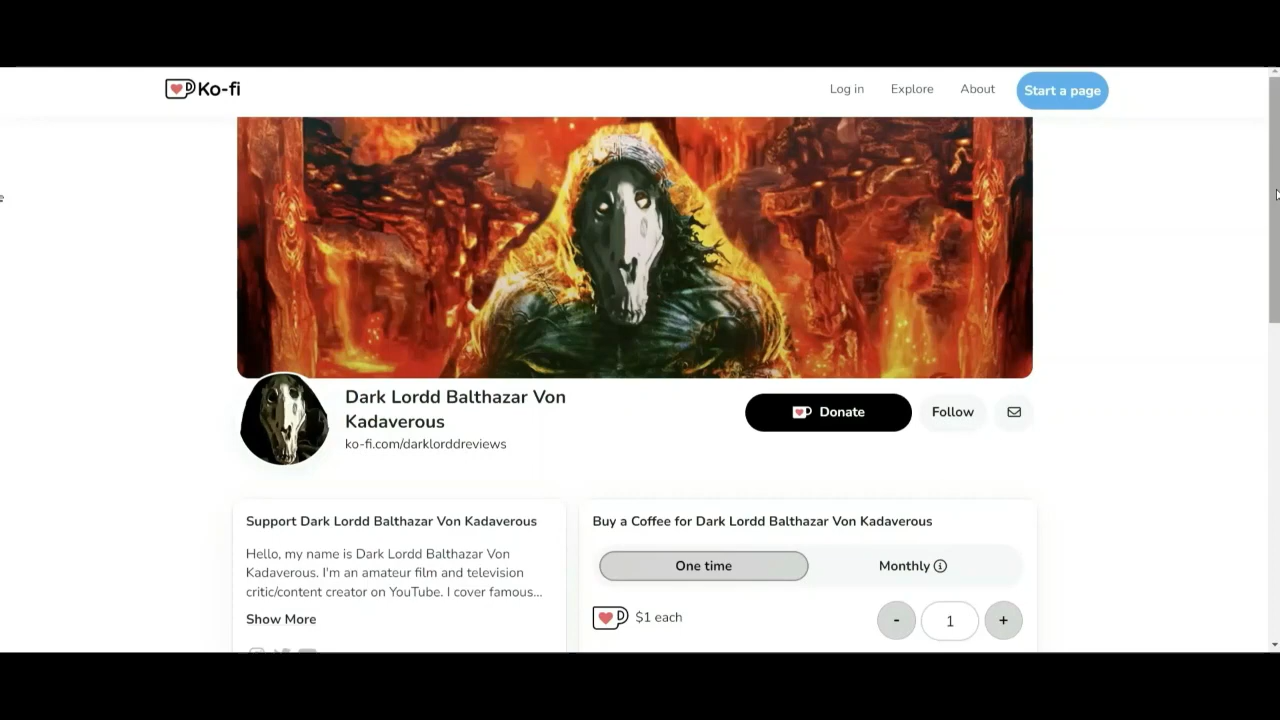 Ko-fi
Log in
Explore
About
Start a page
Dark Lordd Balthazar Von
Kadaverous
ko-fi.com/darklorddreviews
Donate
Follow
Support Dark Lordd Balthazar Von Kadaverous
Hello, my name is Dark Lordd Balthazar Von
Kadaverous. I'm an amateur film and television
critic/content creator on YouTube. I cover famous...
Show More
Buy a Coffee for Dark Lordd Balthazar Von Kadaverous
One time
Monthly
$1 each
- 1 +